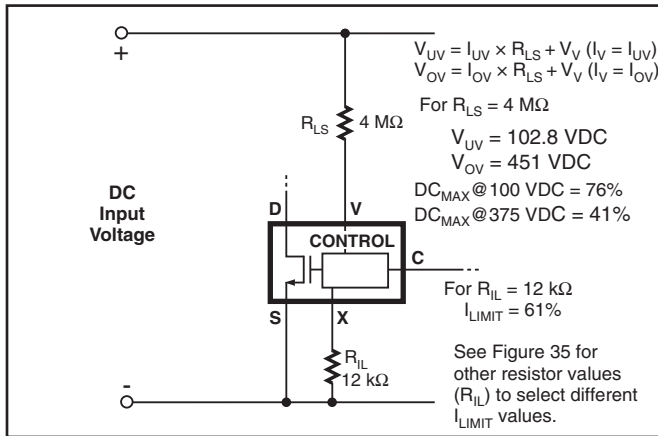 +
DC
Input
Voltage
-
R_LS 4 MΩ
D
V
CONTROL
C
S
X
R_IL
12 kΩ
V_UV = I_UV × R_LS + V_V (I_V = I_UV)
V_OV = I_OV × R_LS + V_V (I_V = I_OV)
For R_LS = 4 MΩ
V_UV = 102.8 VDC
V_OV = 451 VDC
DC_MAX@100 VDC = 76%
DC_MAX@375 VDC = 41%
For R_IL = 12 kΩ
I_LIMIT = 61%
See Figure 35 for
other resistor values
(R_IL) to select different
I_LIMIT values.